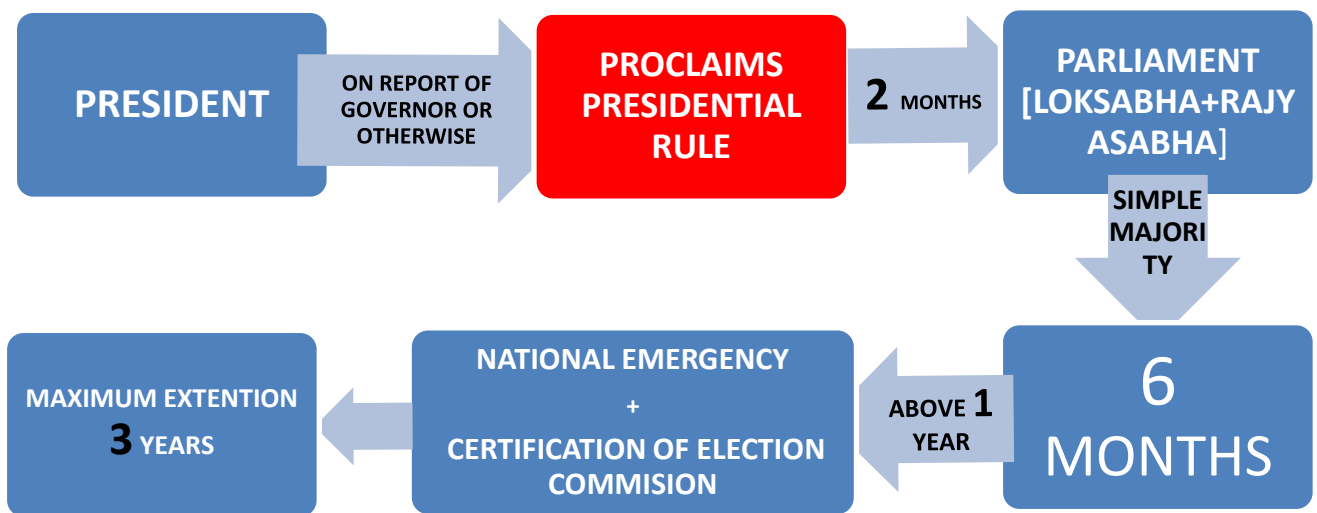 PRESIDENT
ON REPORT OF
GOVERNOR OR
OTHERWISE
PROCLAIMS
PRESIDENTIAL
RULE
2 MONTHS
PARLIAMENT
[LOKSABHA+RAJY
ASABHA]
SIMPLE
MAJORI
TY
6
MONTHS
ABOVE 1
YEAR
NATIONAL EMERGENCY
+
CERTIFICATION OF ELECTION
COMMISION
MAXIMUM EXTENTION
3 YEARS